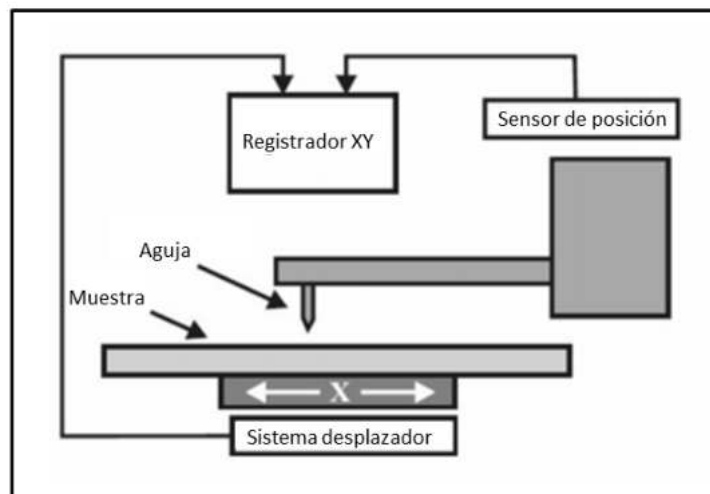 Sensor de posición
Registrador XY
Aguja
Muestra
X
Sistema desplazador